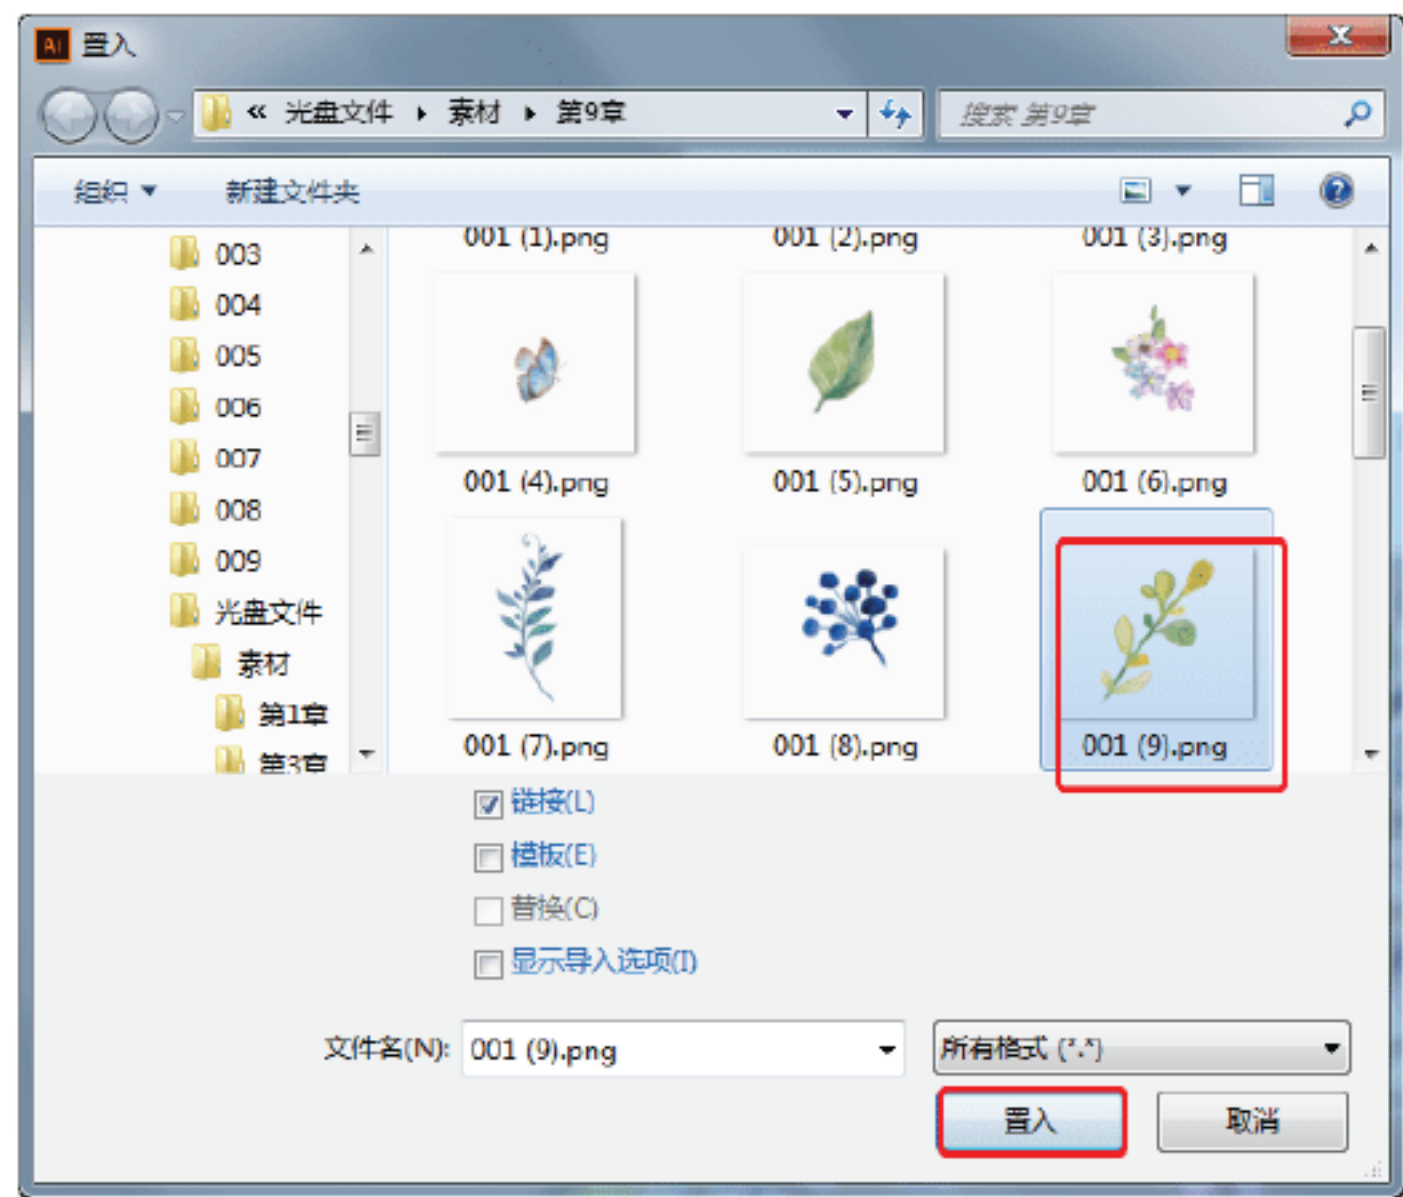 Ai 置入
« 光盘文件 ▸ 素材 ▸ 第9章
搜索 第9章
组织 ▼ 新建文件夹
003
004
005
006
007
008
009
光盘文件
素材
第1章
第3章
001 (1).png 001 (2).png 001 (3).png
001 (4).png 001 (5).png 001 (6).png
001 (7).png 001 (8).png 001 (9).png
链接(L)
模板(E)
替换(C)
显示导入选项(I)
文件名(N): 001 (9).png 所有格式 (*.*)
置入 取消